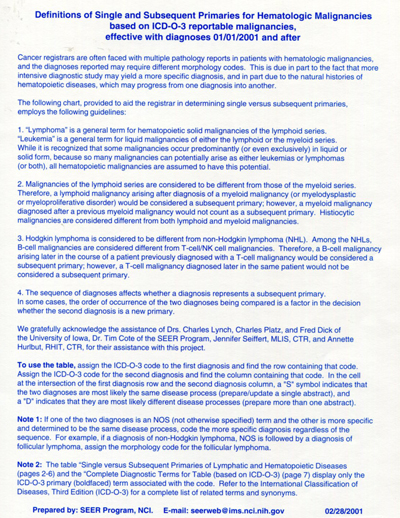 Definitions of Single and Subsequent Primaries for Hematologic Malignancies
based on ICD-O-3 reportable malignancies,
effective with diagnoses 01/01/2001 and after
Cancer registrars are often faced with multiple pathology reports in patients with hematologic malignancies,
and the diagnoses reported may require different morphology codes. This is due in part to the fact that more
intensive diagnostic study may yield a more specific diagnosis, and in part due to the natural histories of
hematopoietic diseases, which may progress from one diagnosis into another.
The following chart, provided to aid the registrar in determining single versus subsequent primaries,
employs the following guidelines:
1. "Lymphoma" is a general term for hematopoietic solid malignancies of the lymphoid series.
"Leukemia" is a general term for liquid malignancies of either the lymphoid or the myeloid series.
While it is recognized that some malignancies occur predominantly (or even exclusively) in liquid or
solid form, because so many malignancies can potentially arise as either leukemias or lymphomas
(or both), all hematopoietic malignancies are assumed to have this potential.
2. Malignancies of the lymphoid series are considered to be different from those of the myeloid series.
Therefore, a lymphoid malignancy arising after diagnosis of a myeloid malignancy (or myelodysplastic
or myeloproliferative disorder) would be considered a subsequent primary; however, a myeloid malignancy
diagnosed after a previous myeloid malignancy would not count as a subsequent primary. Histiocytic
malignancies are considered different from both lymphoid and myeloid malignancies.
3. Hodgkin lymphoma is considered to be different from non-Hodgkin lymphoma (NHL). Among the NHLs,
B-cell malignancies are considered different from T-cell/NK cell malignancies. Therefore, a B-cell malignancy
arising later in the course of a patient previously diagnosed with a T-cell malignancy would be considered a
subsequent primary; however, a T-cell malignancy diagnosed later in the same patient would not be
considered a subsequent primary.
4. The sequence of diagnoses affects whether a diagnosis represents a subsequent primary.
In some cases, the order of occurrence of the two diagnoses being compared is a factor in the decision
whether the second diagnosis is a new primary.
We gratefully acknowledge the assistance of Drs. Charles Lynch, Charles Platz, and Fred Dick of
the University of Iowa, Dr. Tim Cote of the SEER Program, Jennifer Seiffert, MLIS, CTR, and Annette
Hurlbut, RHIT, CTR, for their assistance with this project.
To use the table, assign the ICD-O-3 code to the first diagnosis and find the row containing that code.
Assign the ICD-O-3 code for the second diagnosis and find the column containing that code. In the cell
at the intersection of the first diagnosis row and the second diagnosis column, a "S" symbol indicates that
the two diagnoses are most likely the same disease process (prepare/update a single abstract), and
a "D" indicates that they are most likely different disease processes (prepare more than one abstract).
Note 1: If one of the two diagnoses is an NOS (not otherwise specified) term and the other is more specific
and determined to be the same disease process, code the more specific diagnosis regardless of the
sequence. For example, if a diagnosis of non-Hodgkin lymphoma, NOS is followed by a diagnosis of
follicular lymphoma, assign the morphology code for the follicular lymphoma.
Note 2: The table "Single versus Subsequent Primaries of Lymphatic and Hematopoietic Diseases
(pages 2-6) and the "Complete Diagnostic Terms for Table (based on ICD-O-3) (page 7) display only the
ICD-O-3 primary (boldfaced) term associated with the code. Refer to the International Classification of
Diseases, Third Edition (ICD-O-3) for a complete list of related terms and synonyms.
Prepared by: SEER Program, NCI. E-mail: seerweb@ims.nci.nih.gov 02/28/2001